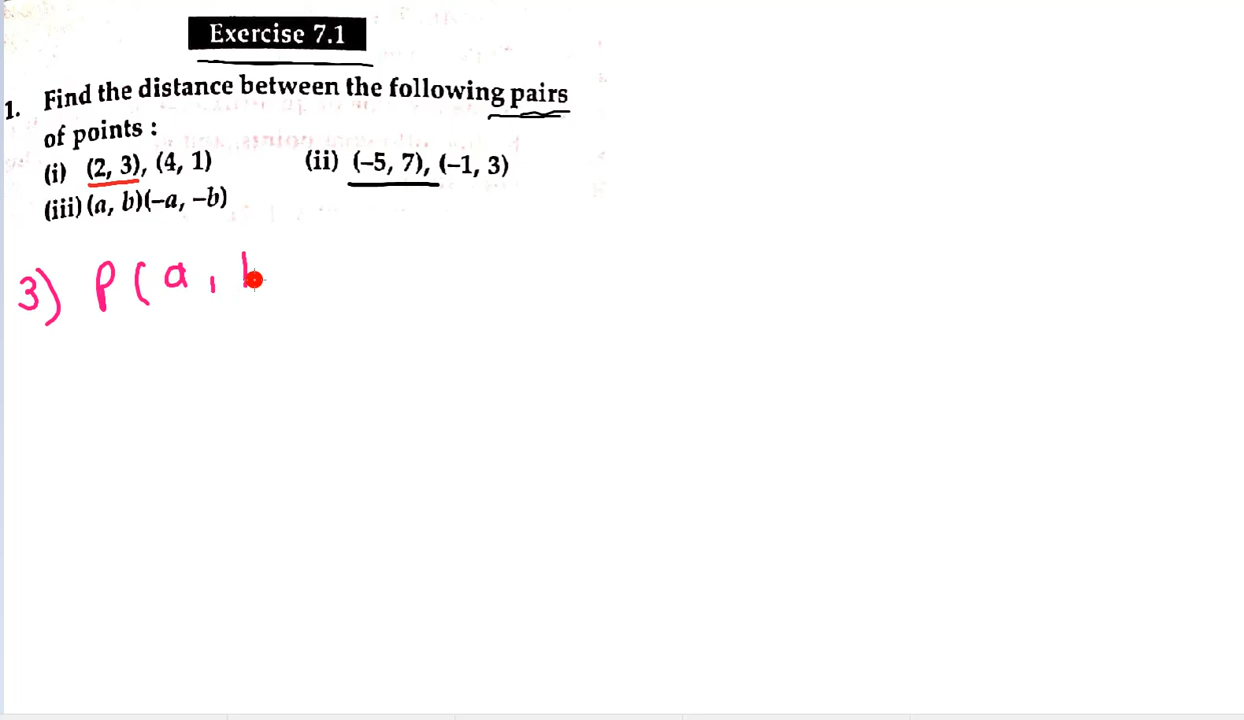 Exercise 7.1
1. Find the distance between the following pairs
of points :
(i) (2, 3), (4, 1) (ii) (–5, 7), (–1, 3)
(iii) (a, b)(–a, –b)
3) P ( a , b